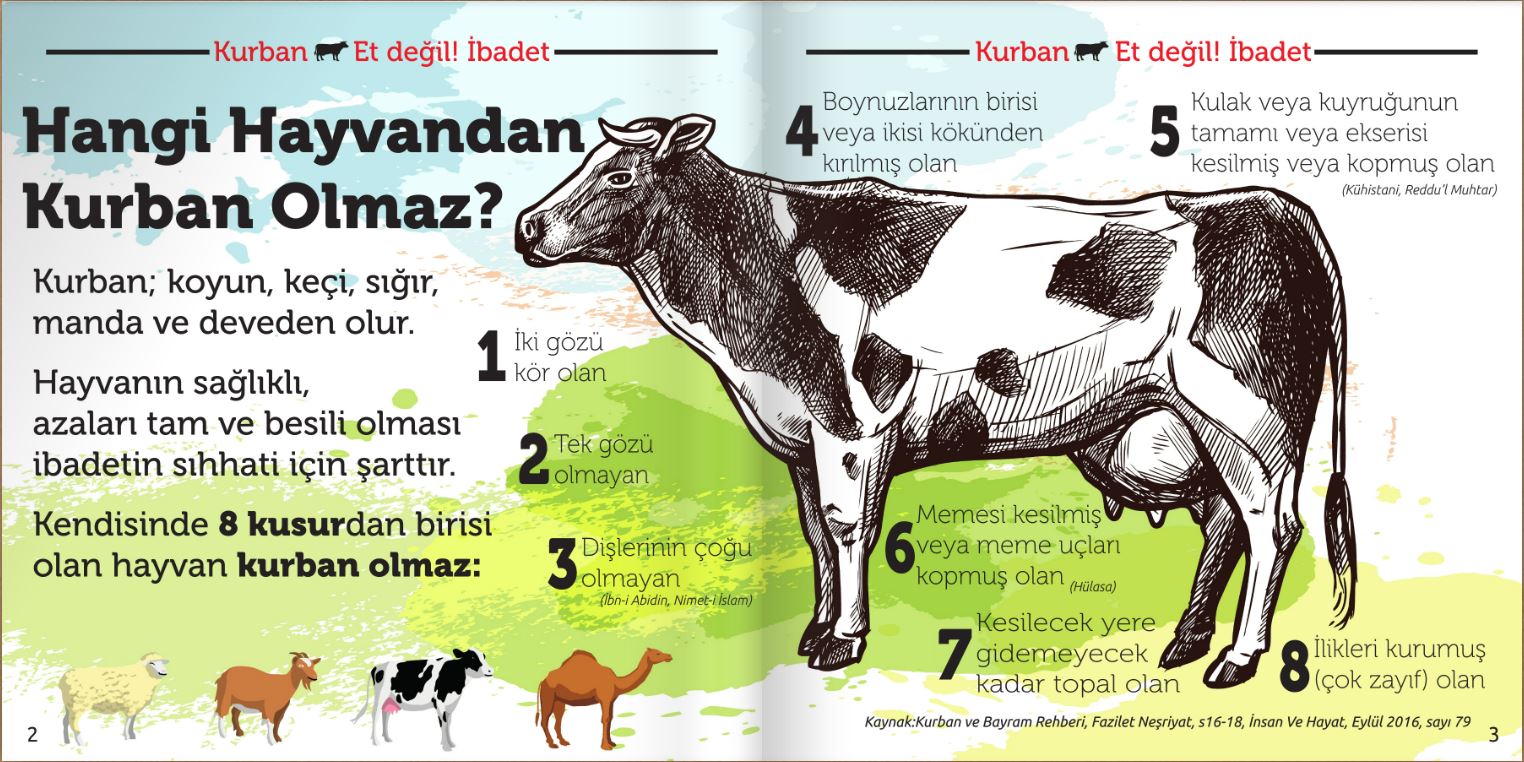 Kurban Et değil! İbadet
Hangi Hayvandan
Kurban Olmaz?
Kurban; koyun, keçi, sığır,
manda ve deveden olur.
Hayvanın sağlıklı,
azaları tam ve besili olması
ibadetin sıhhati için şarttır.
Kendisinde 8 kusurdan birisi
olan hayvan kurban olmaz:
1 İki gözü
kör olan
2 Tek gözü
olmayan
3 Dişlerinin çoğu
olmayan
(İbn-i Abidin, Nimet-i İslam)
2
Kurban Et değil! İbadet
4 Boynuzlarının birisi
veya ikisi kökünden
kırılmış olan
5 Kulak veya kuyruğunun
tamamı veya ekserisi
kesilmiş veya kopmuş olan
(Kühistani, Reddu'l Muhtar)
6 Memesi kesilmiş
veya meme uçları
kopmuş olan (Hülasa)
7 Kesilecek yere
gidemeyecek
kadar topal olan
8 İlikleri kurumuş
(çok zayıf) olan
Kaynak:Kurban ve Bayram Rehberi, Fazilet Neşriyat, s16-18, İnsan Ve Hayat, Eylül 2016, sayı 79
3